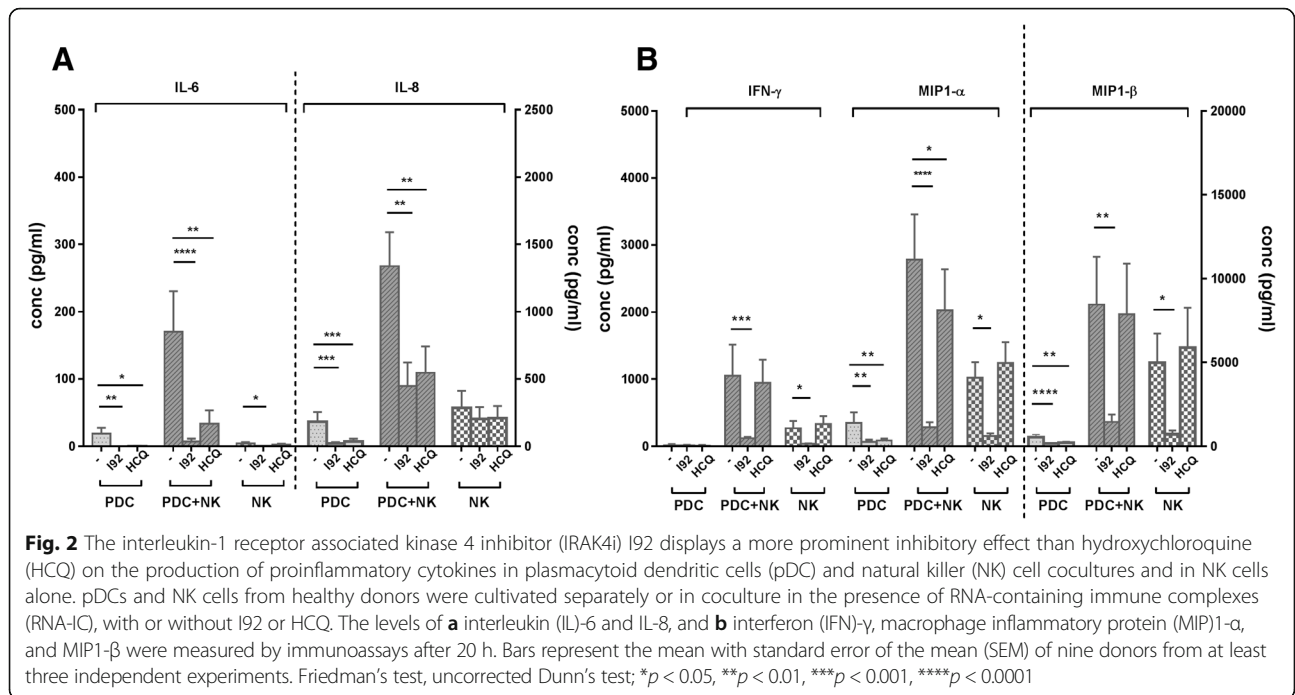 A
B
IL-6
IL-8
IFN-γ
MIP1-α
MIP1-β
500
400
300
200
100
0
conc (pg/ml)
2500
2000
1500
1000
500
0
conc (pg/ml)
5000
4000
3000
2000
1000
0
conc (pg/ml)
20000
15000
10000
5000
0
conc (pg/ml)
** *
**** **
*
*** ***
** **
*** *
** **
**** *
*
**** **
**
*
- I92 HCQ - I92 HCQ - I92 HCQ - I92 HCQ - I92 HCQ - I92 HCQ
PDC PDC+NK NK PDC PDC+NK NK
- I92 HCQ - I92 HCQ - I92 HCQ - I92 HCQ - I92 HCQ - I92 HCQ - I92 HCQ - I92 HCQ - I92 HCQ
PDC PDC+NK NK PDC PDC+NK NK PDC PDC+NK NK
Fig. 2 The interleukin-1 receptor associated kinase 4 inhibitor (IRAK4i) I92 displays a more prominent inhibitory effect than hydroxychloroquine
(HCQ) on the production of proinflammatory cytokines in plasmacytoid dendritic cells (pDC) and natural killer (NK) cell cocultures and in NK cells
alone. pDCs and NK cells from healthy donors were cultivated separately or in coculture in the presence of RNA-containing immune complexes
(RNA-IC), with or without I92 or HCQ. The levels of a interleukin (IL)-6 and IL-8, and b interferon (IFN)-γ, macrophage inflammatory protein (MIP)1-α,
and MIP1-β were measured by immunoassays after 20 h. Bars represent the mean with standard error of the mean (SEM) of nine donors from at least
three independent experiments. Friedman's test, uncorrected Dunn's test; *p < 0.05, **p < 0.01, ***p < 0.001, ****p < 0.0001